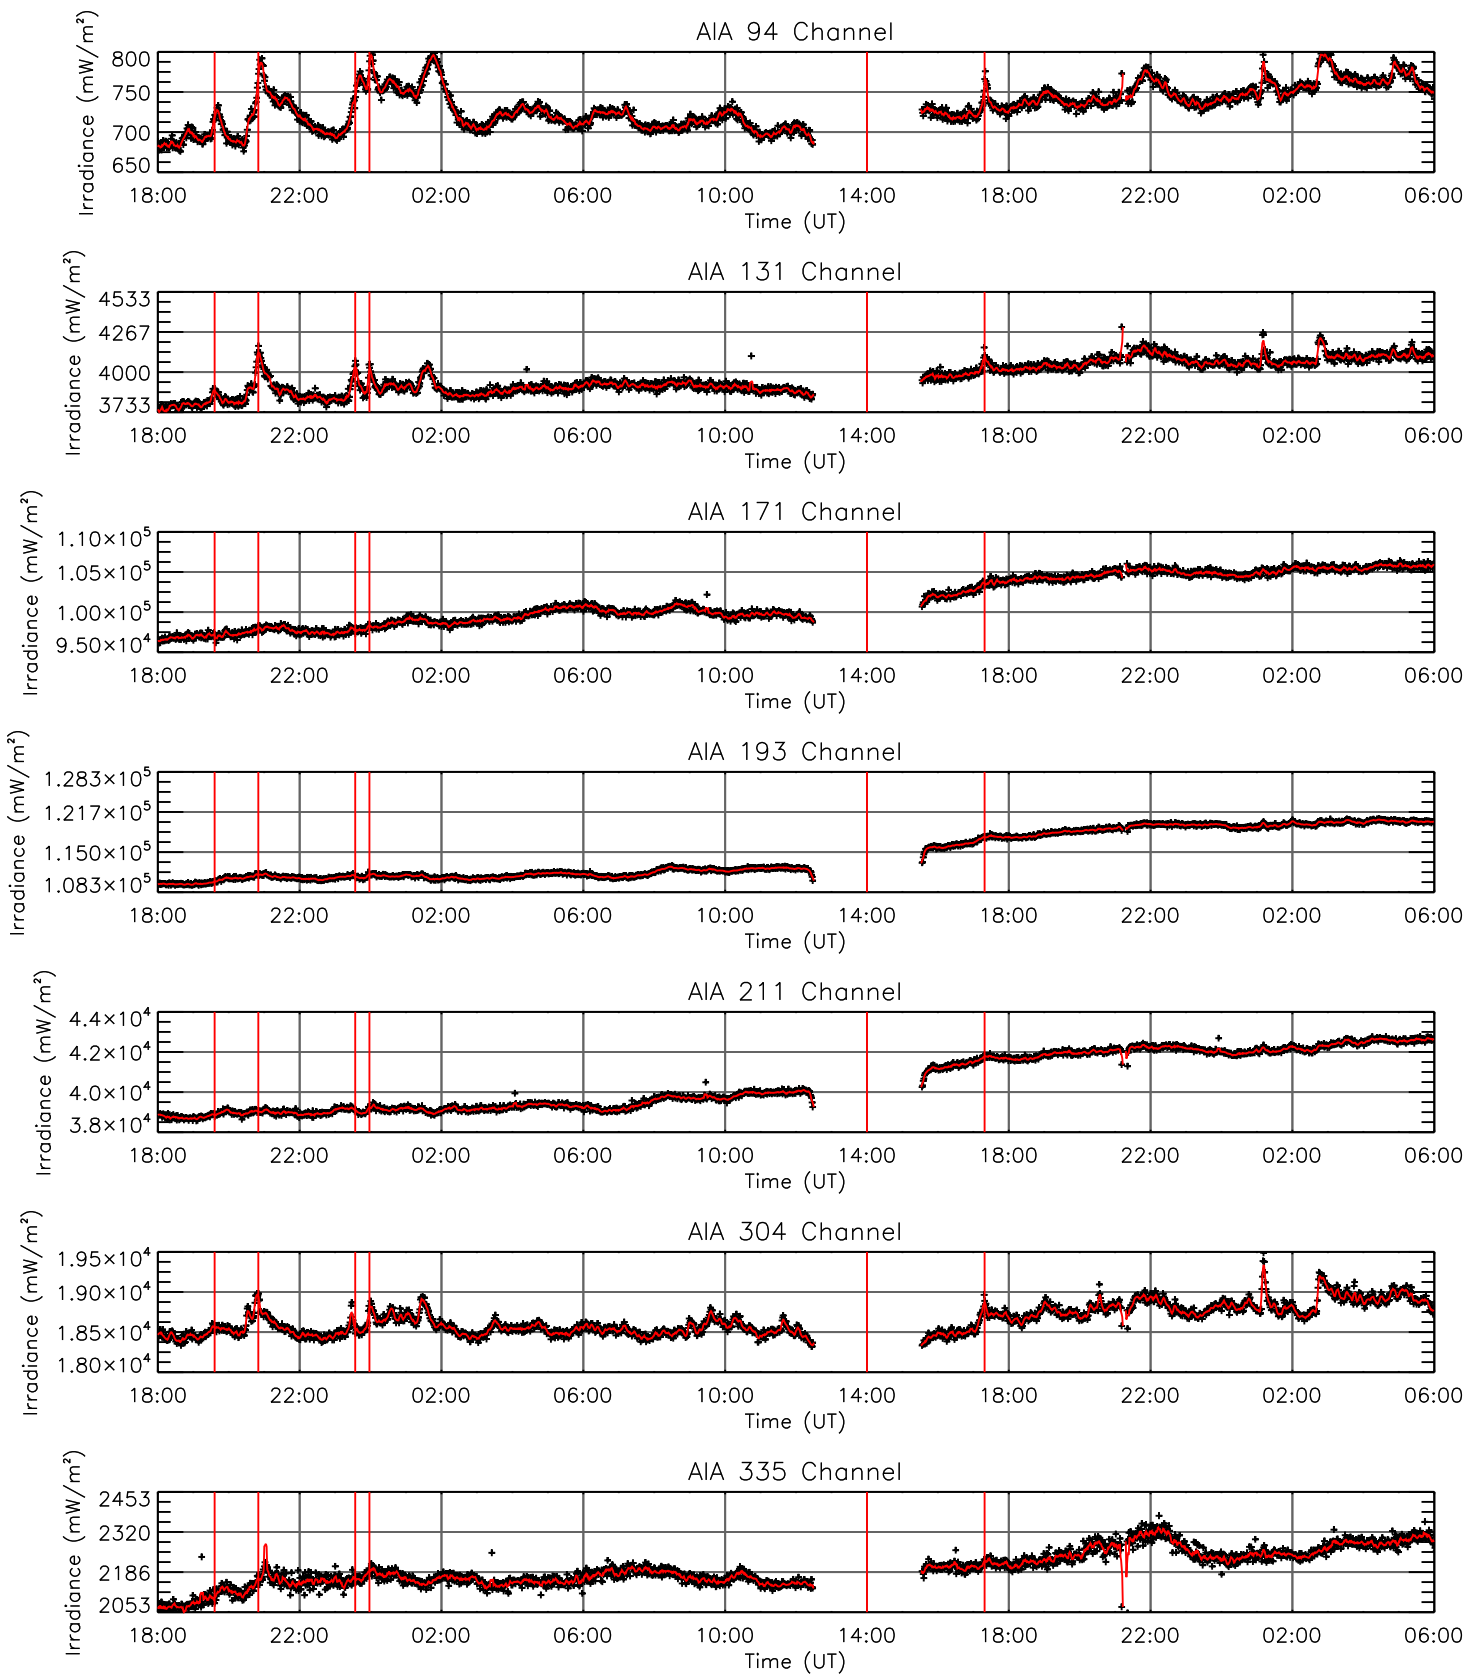 AIA 94 Channel
Irradiance (mW/m²)
800
750
700
650
18:00 22:00 02:00 06:00 10:00 14:00 18:00 22:00 02:00 06:00
Time (UT)
AIA 131 Channel
Irradiance (mW/m²)
4533
4267
4000
3733
18:00 22:00 02:00 06:00 10:00 14:00 18:00 22:00 02:00 06:00
Time (UT)
AIA 171 Channel
Irradiance (mW/m²)
1.10×10⁵
1.05×10⁵
1.00×10⁵
9.50×10⁴
18:00 22:00 02:00 06:00 10:00 14:00 18:00 22:00 02:00 06:00
Time (UT)
AIA 193 Channel
Irradiance (mW/m²)
1.283×10⁵
1.217×10⁵
1.150×10⁵
1.083×10⁵
18:00 22:00 02:00 06:00 10:00 14:00 18:00 22:00 02:00 06:00
Time (UT)
AIA 211 Channel
Irradiance (mW/m²)
4.4×10⁴
4.2×10⁴
4.0×10⁴
3.8×10⁴
18:00 22:00 02:00 06:00 10:00 14:00 18:00 22:00 02:00 06:00
Time (UT)
AIA 304 Channel
Irradiance (mW/m²)
1.95×10⁴
1.90×10⁴
1.85×10⁴
1.80×10⁴
18:00 22:00 02:00 06:00 10:00 14:00 18:00 22:00 02:00 06:00
Time (UT)
AIA 335 Channel
Irradiance (mW/m²)
2453
2320
2186
2053
18:00 22:00 02:00 06:00 10:00 14:00 18:00 22:00 02:00 06:00
Time (UT)